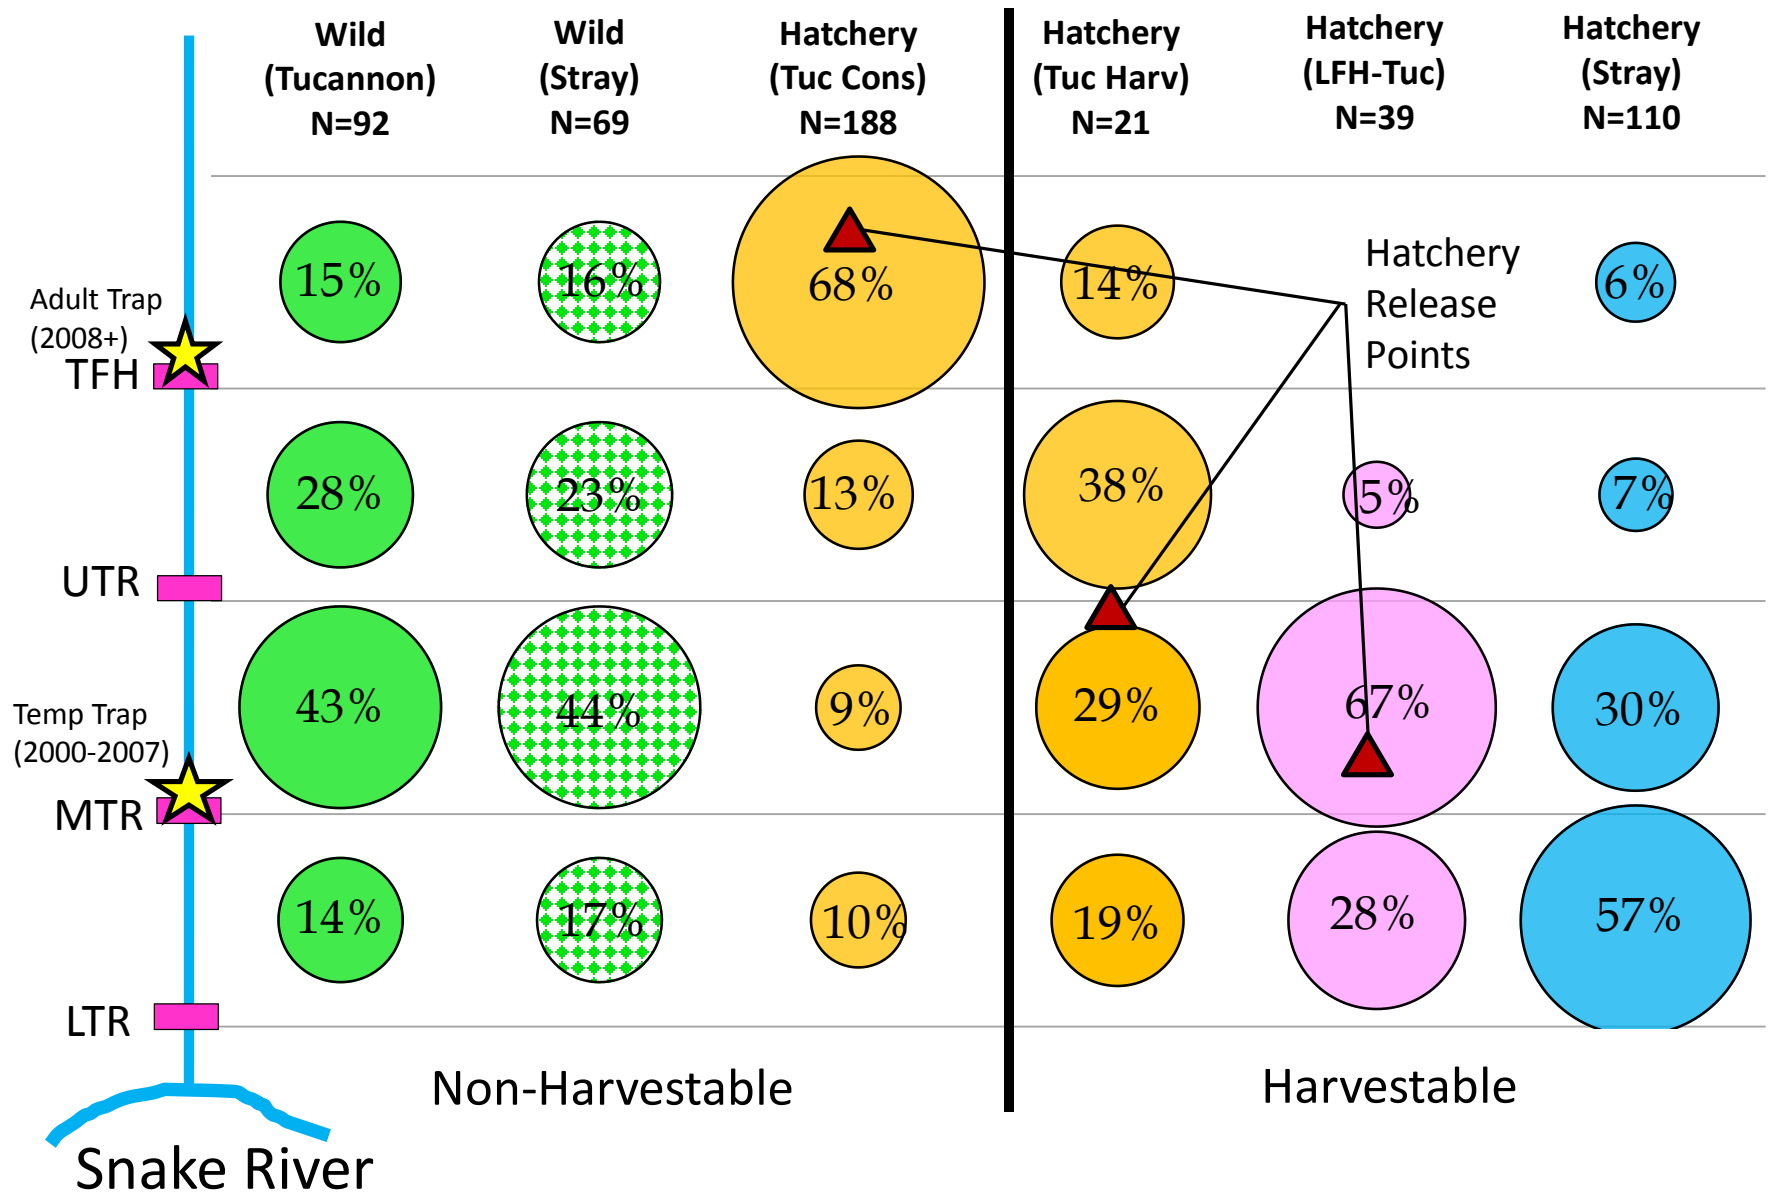 Wild
(Tucannon)
N=92
Wild
(Stray)
N=69
Hatchery
(Tuc Cons)
N=188
Hatchery
(Tuc Harv)
N=21
Hatchery
(LFH-Tuc)
N=39
Hatchery
(Stray)
N=110
15%
16%
68%
14%
6%
Hatchery
Release
Points
Adult Trap
(2008+)
TFH
28%
23%
13%
38%
5%
7%
UTR
43%
44%
9%
29%
67%
30%
Temp Trap
(2000-2007)
MTR
14%
17%
10%
19%
28%
57%
LTR
Non-Harvestable
Harvestable
Snake River